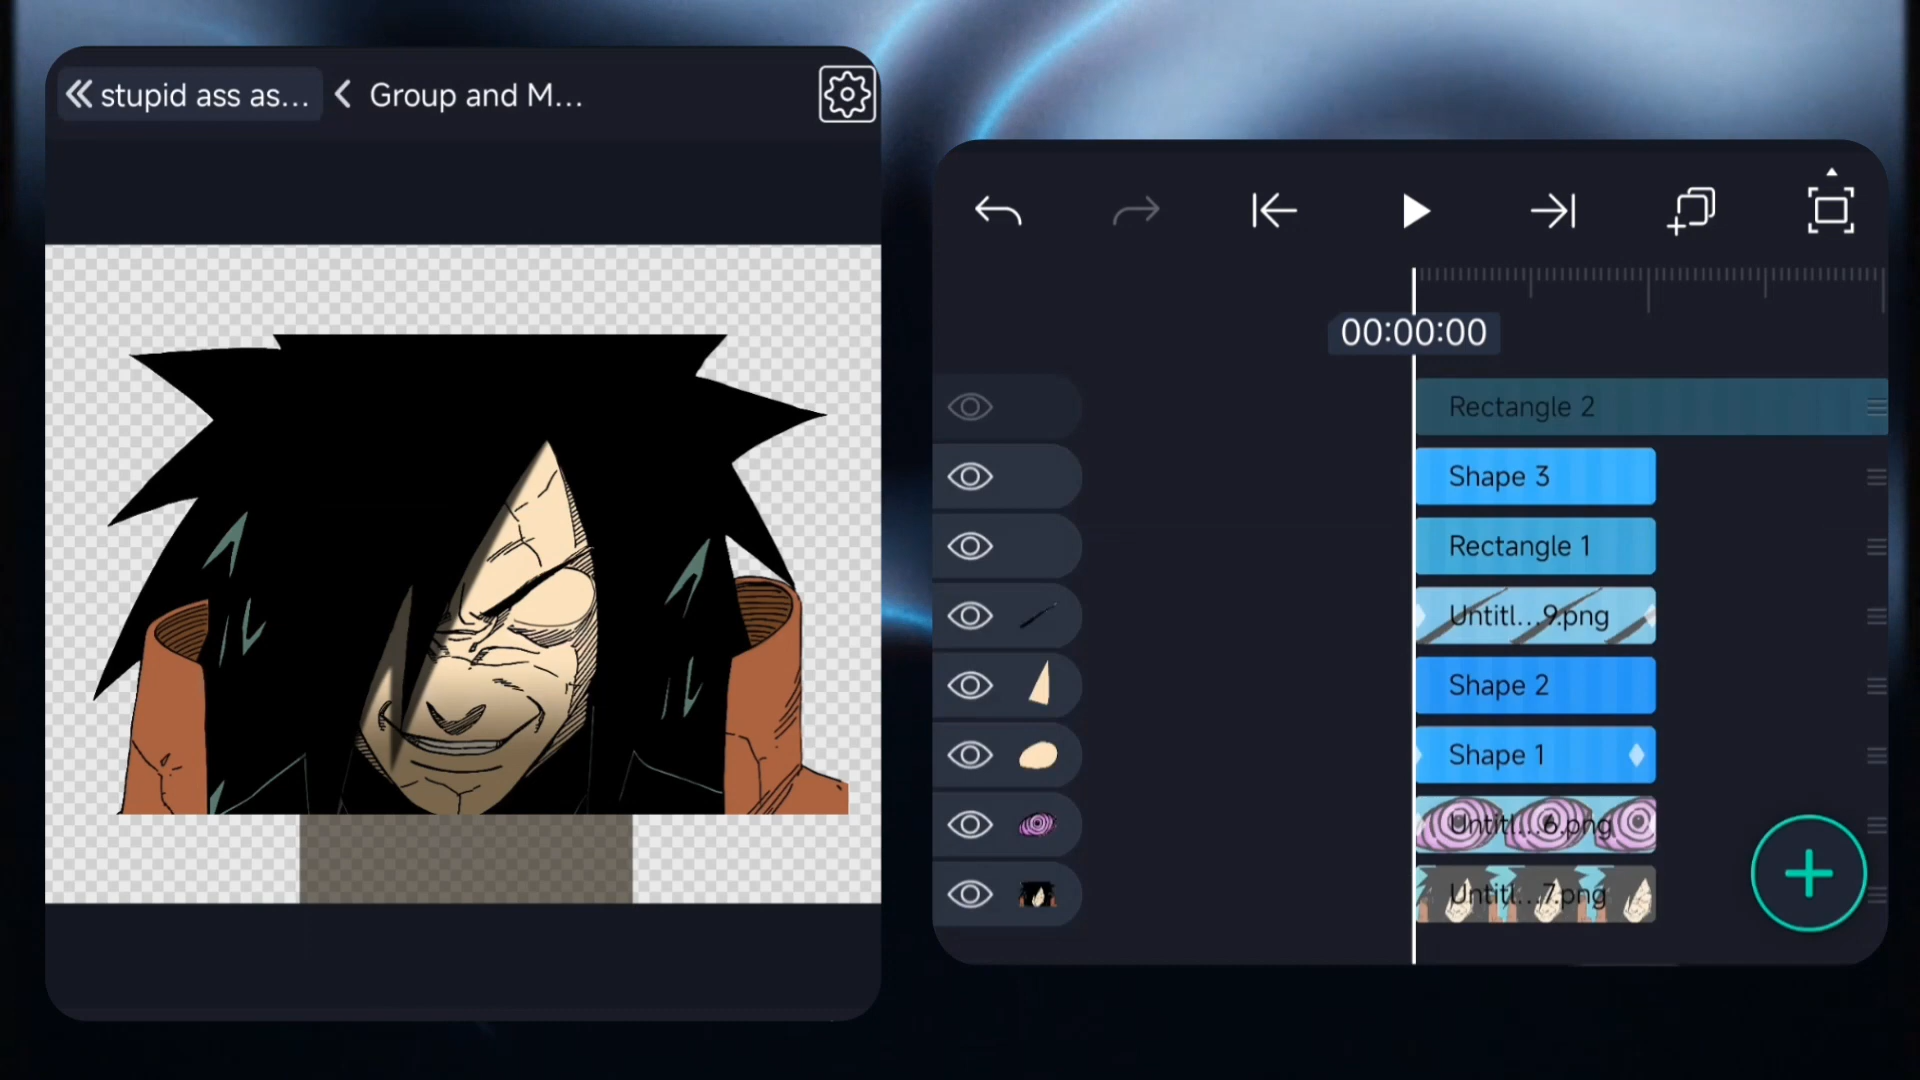 stupid ass as...
Group and M...
00:00:00
Rectangle 2
Shape 3
Rectangle 1
Untitl...9.png
Shape 2
Shape 1
Untitl...6.png
Untitl...7.png